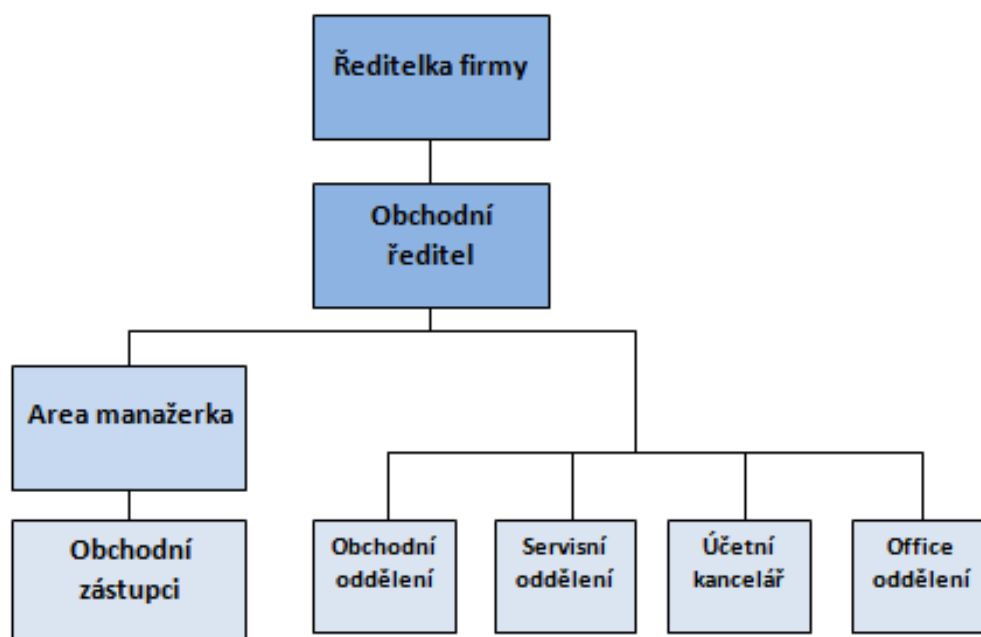 Ředitelka firmy
Obchodní
ředitel
Area manažerka
Obchodní
zástupci
Obchodní
oddělení
Servisní
oddělení
Účetní
kancelář
Office
oddělení